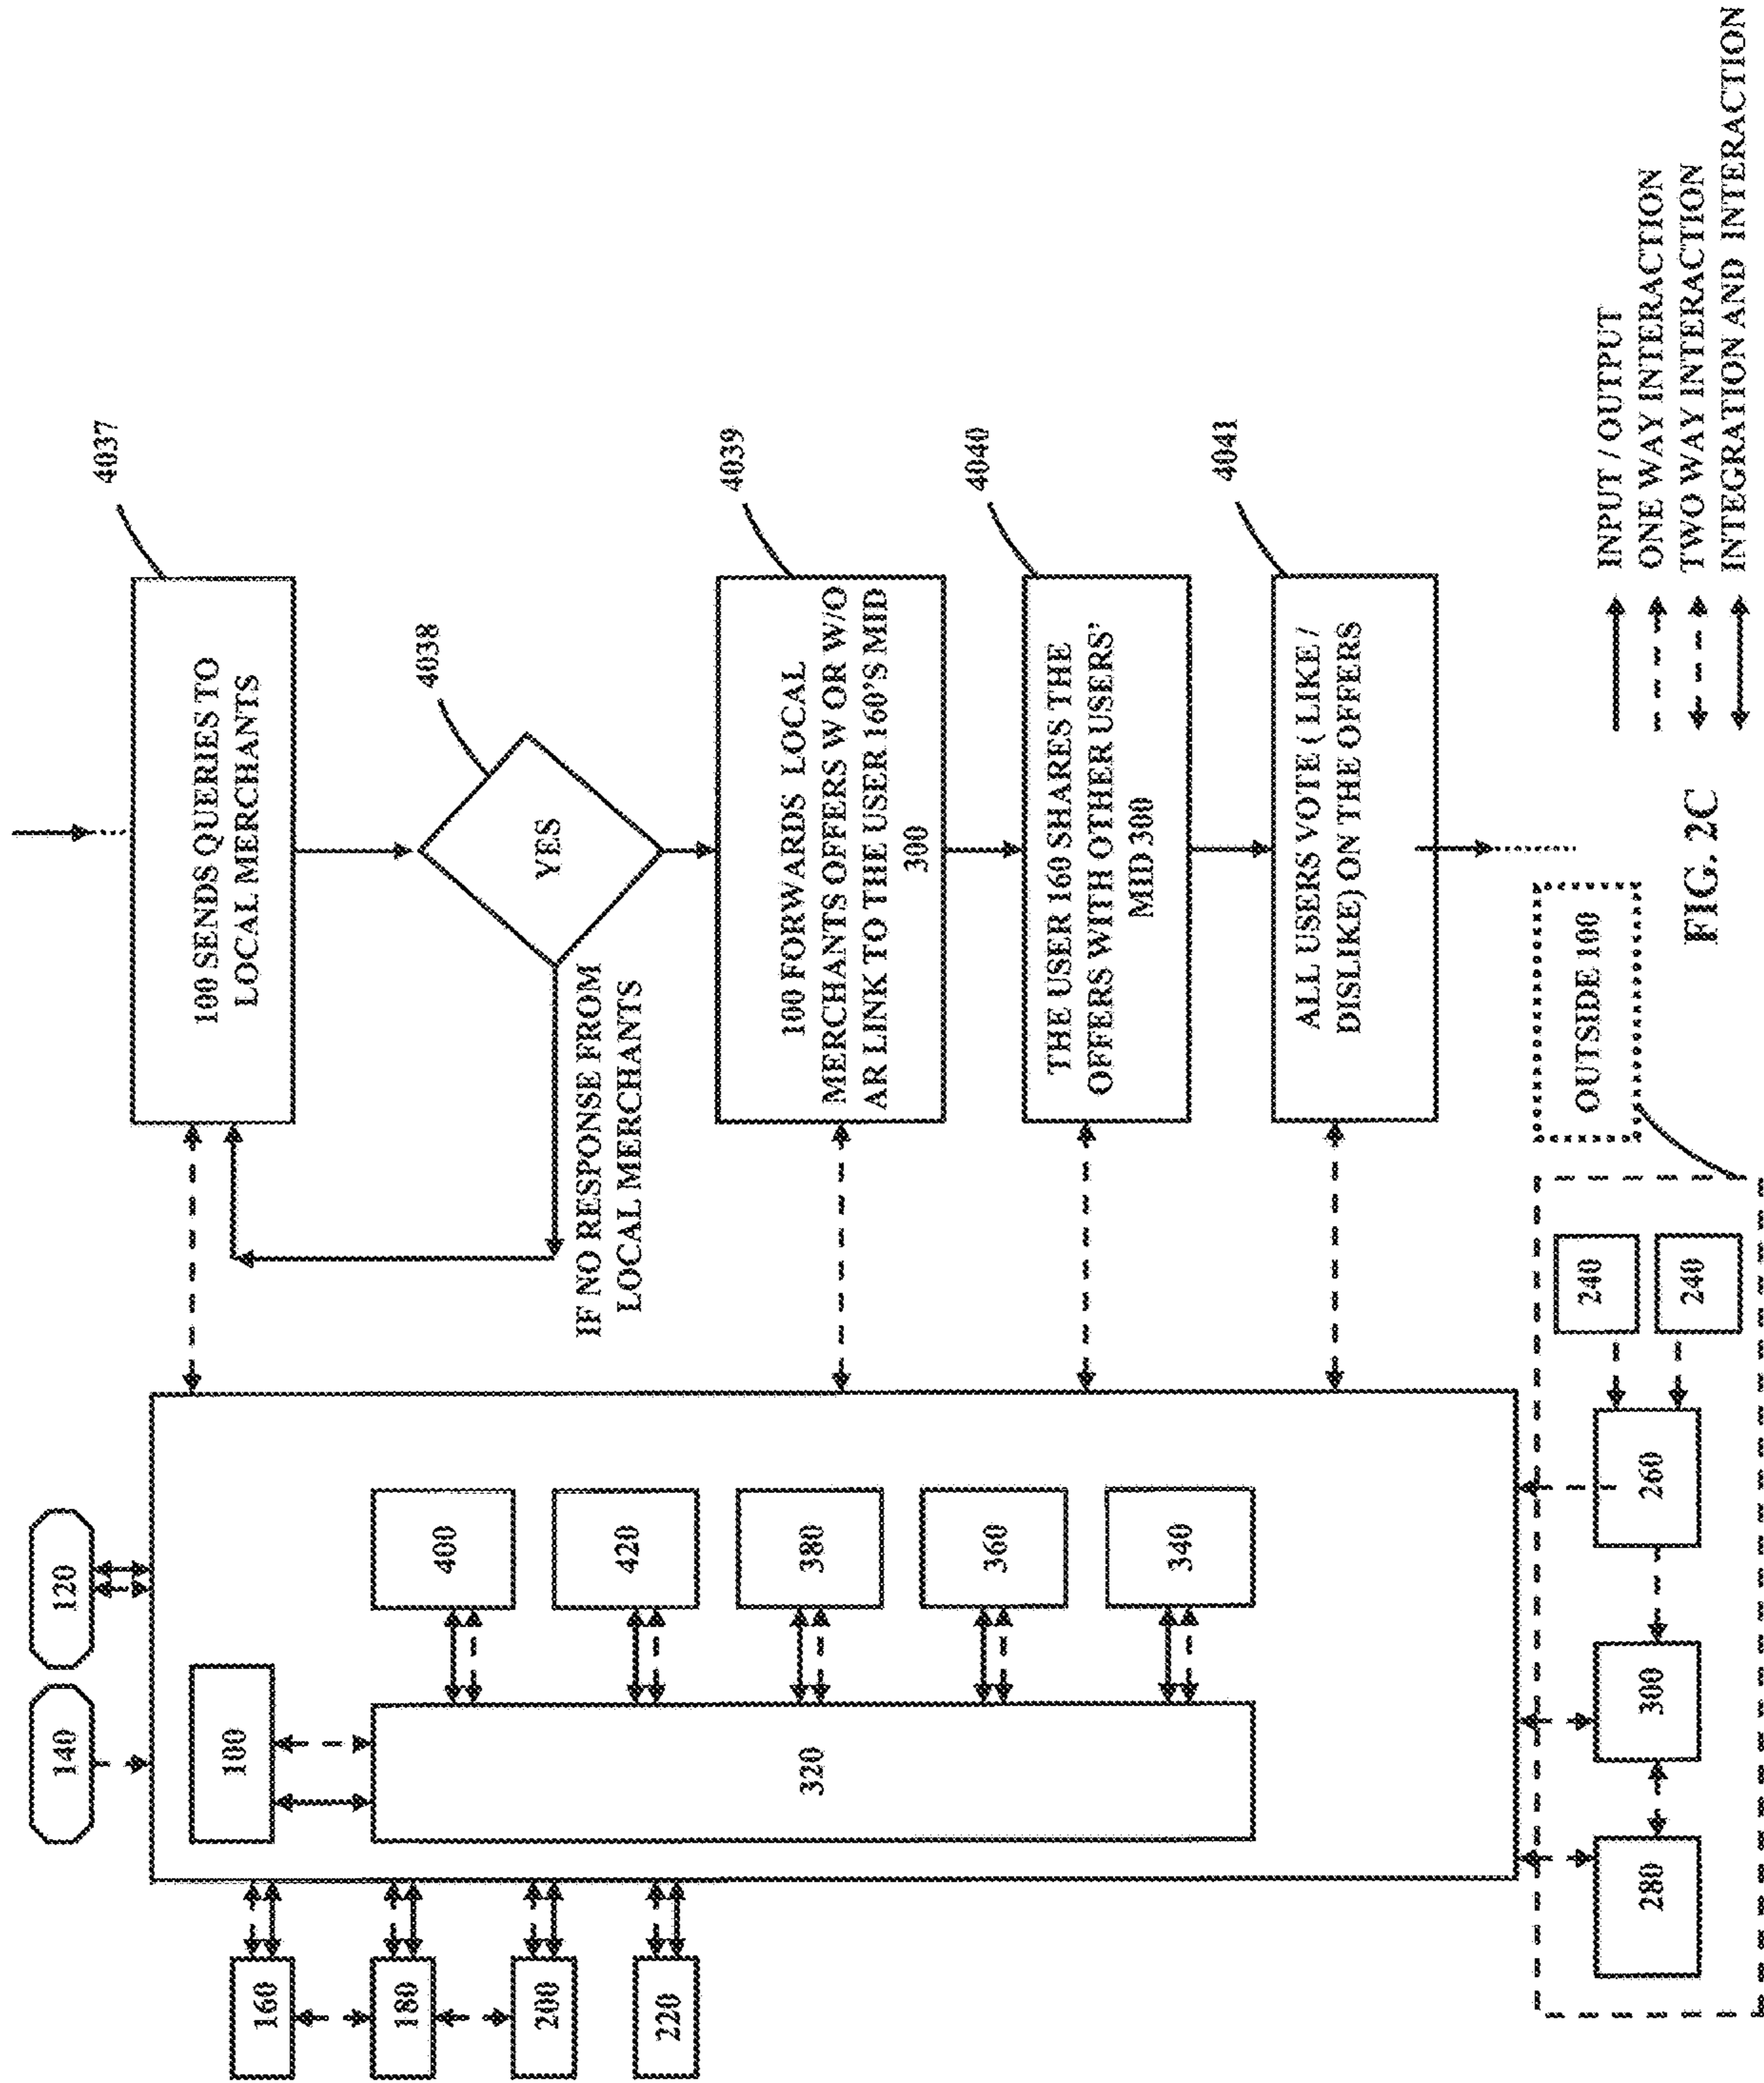 4037
100 SENDS QUERIES TO
LOCAL MERCHANTS
4038
YES
IF NO RESPONSE FROM
LOCAL MERCHANTS
4039
100 FORWARDS LOCAL
MERCHANTS OFFERS W OR W/O
AR LINK TO THE USER 160'S MID
300
4040
THE USER 160 SHARES THE
OFFERS WITH OTHER USERS'
MID 300
4041
ALL USERS VOTE ( LIKE /
DISLIKE) ON THE OFFERS
140
120
100
320
400
420
380
360
340
160
180
200
220
280
300
260
240
240
OUTSIDE 100
FIG. 2C
INPUT / OUTPUT
ONE WAY INTERACTION
TWO WAY INTERACTION
INTEGRATION AND INTERACTION